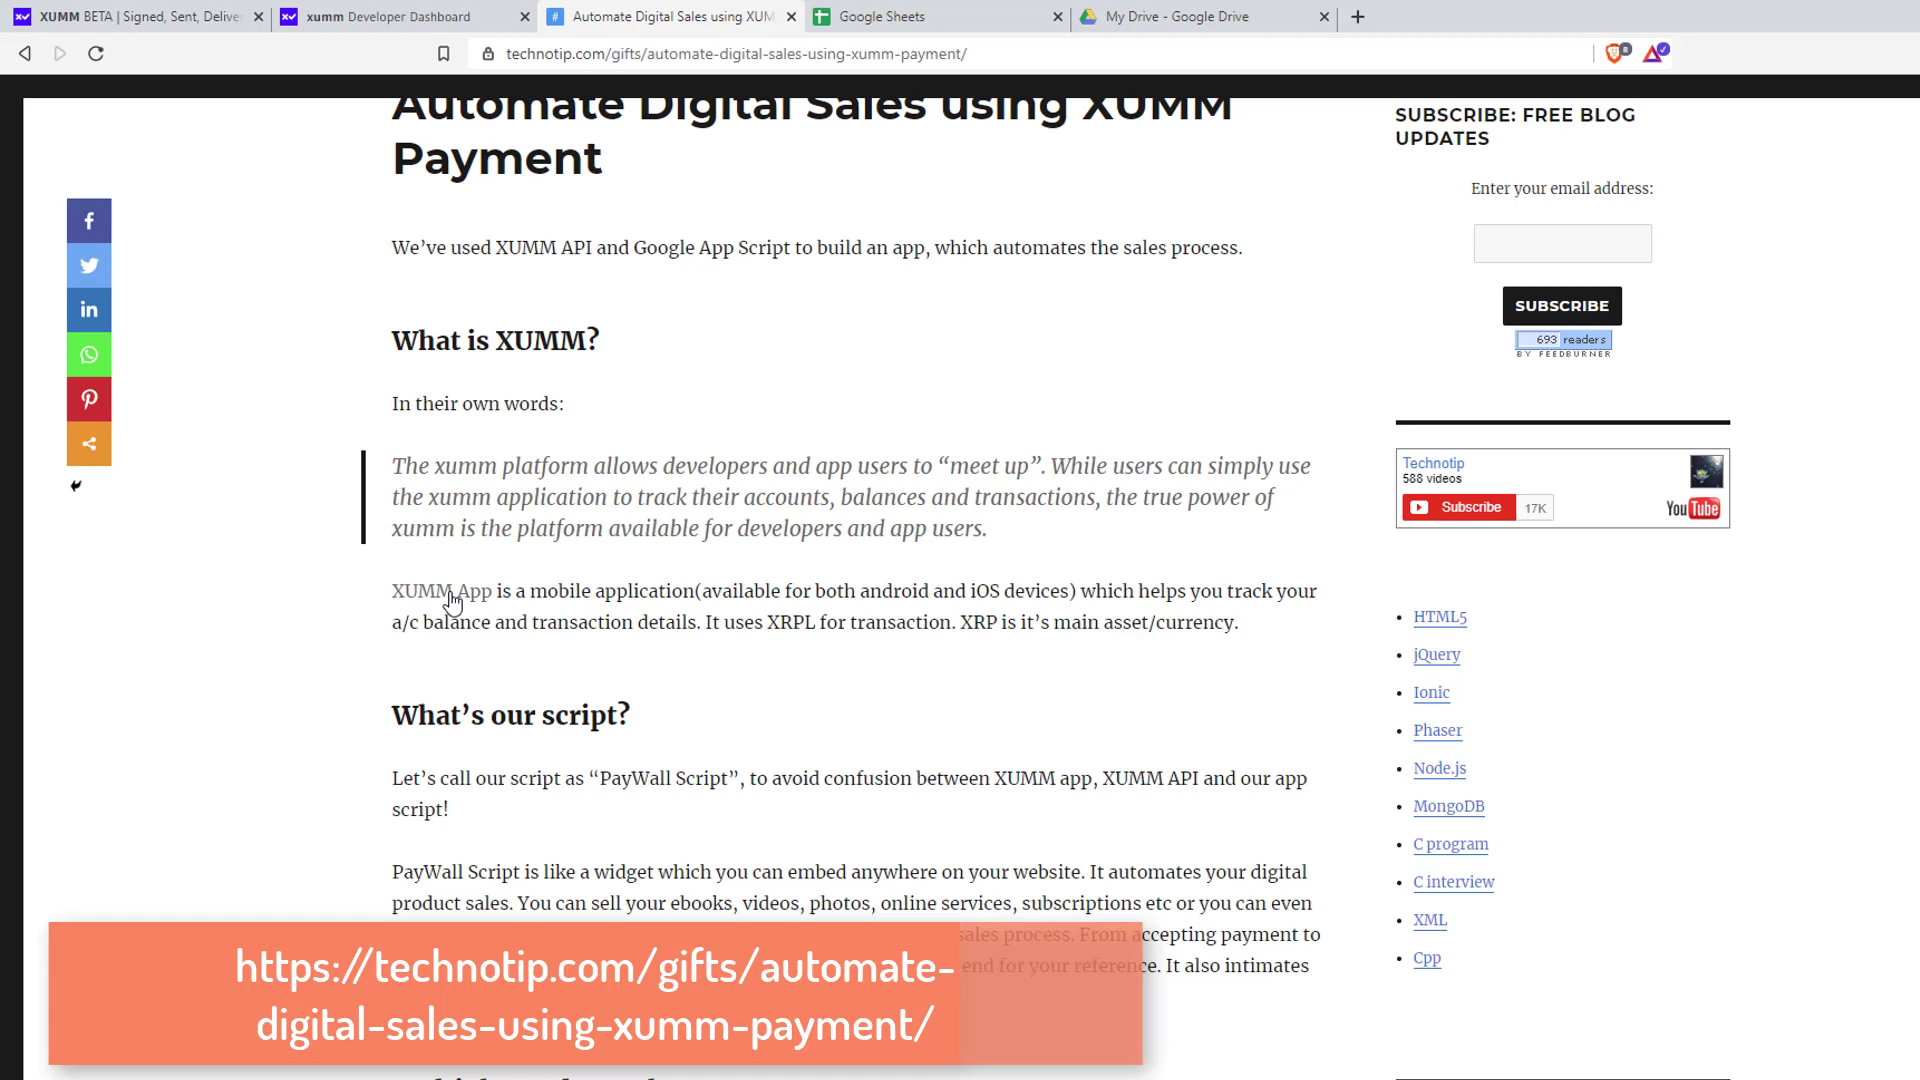 XUMM BETA | Signed, Sent, Deliver
xumm Developer Dashboard
Automate Digital Sales using XUM
Google Sheets
My Drive - Google Drive
technotip.com/gifts/automate-digital-sales-using-xumm-payment/
Automate Digital Sales using XUMM
Payment
We’ve used XUMM API and Google App Script to build an app, which automates the sales process.
What is XUMM?
In their own words:
The xumm platform allows developers and app users to “meet up”. While users can simply use
the xumm application to track their accounts, balances and transactions, the true power of
xumm is the platform available for developers and app users.
XUMM App is a mobile application(available for both android and iOS devices) which helps you track your
a/c balance and transaction details. It uses XRPL for transaction. XRP is it’s main asset/currency.
What’s our script?
Let’s call our script as “PayWall Script”, to avoid confusion between XUMM app, XUMM API and our app
script!
PayWall Script is like a widget which you can embed anywhere on your website. It automates your digital
product sales. You can sell your ebooks, videos, photos, online services, subscriptions etc or you can even
sales process. From accepting payment to
end for your reference. It also intimates
https://technotip.com/gifts/automate-
digital-sales-using-xumm-payment/
SUBSCRIBE: FREE BLOG
UPDATES
Enter your email address:
SUBSCRIBE
693 readers
BY FEEDBURNER
Technotip
588 videos
Subscribe 17K
YouTube
HTML5
jQuery
Ionic
Phaser
Node.js
MongoDB
C program
C interview
XML
Cpp